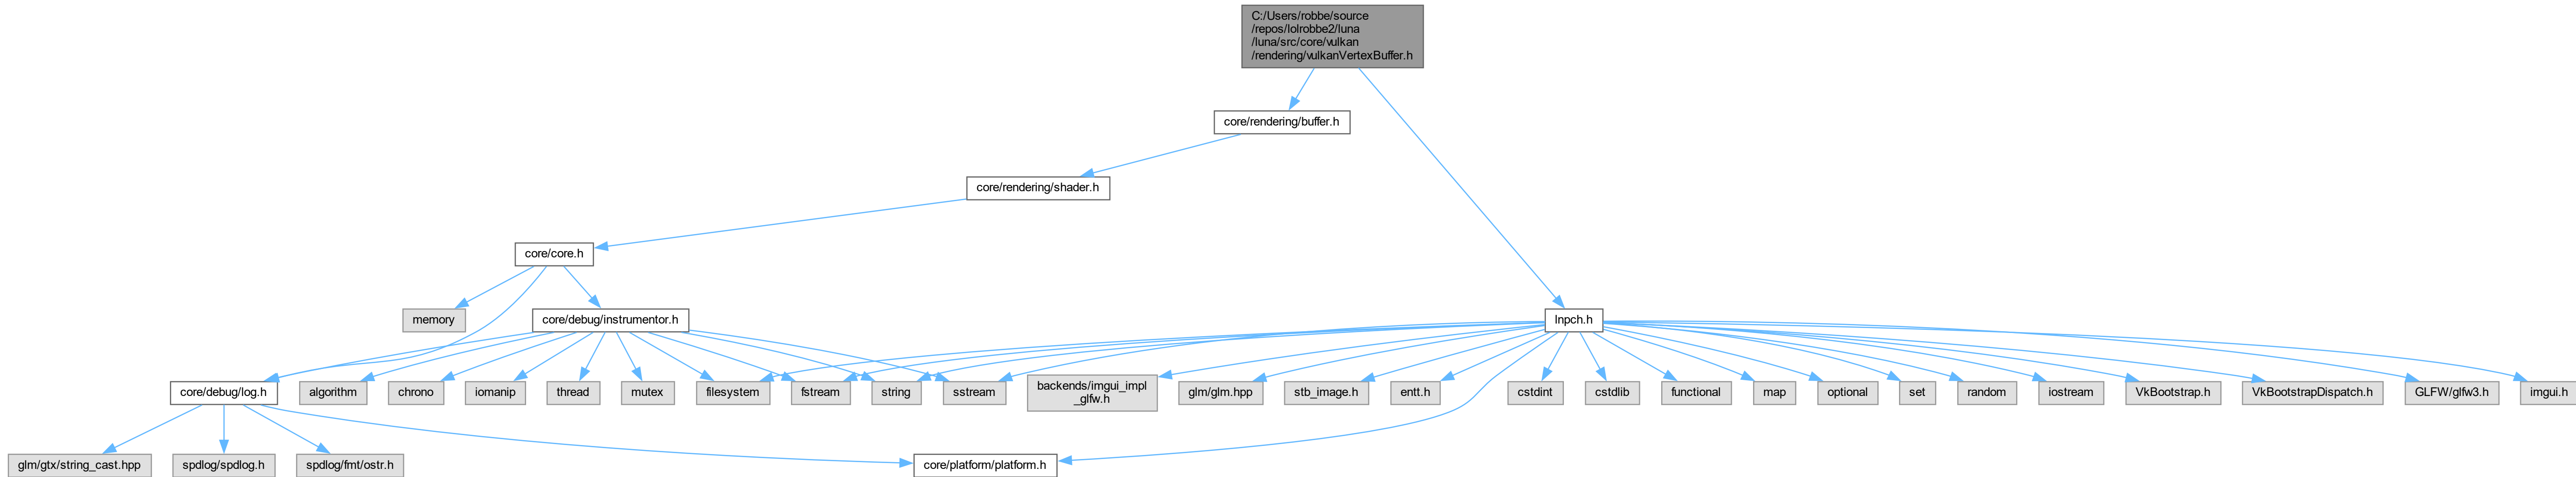 C:/Users/robbe/source
/repos/lolrobbe2/luna
/luna/src/core/vulkan
/rendering/vulkanVertexBuffer.h
core/rendering/buffer.h
core/rendering/shader.h
core/core.h
memory
core/debug/instrumentor.h
lnpch.h
core/debug/log.h
algorithm
chrono
iomanip
thread
mutex
filesystem
fstream
string
sstream
backends/imgui_impl
_glfw.h
glm/glm.hpp
stb_image.h
entt.h
cstdint
cstdlib
functional
map
optional
set
random
iostream
VkBootstrap.h
VkBootstrapDispatch.h
GLFW/glfw3.h
imgui.h
glm/gtx/string_cast.hpp
spdlog/spdlog.h
spdlog/fmt/ostr.h
core/platform/platform.h